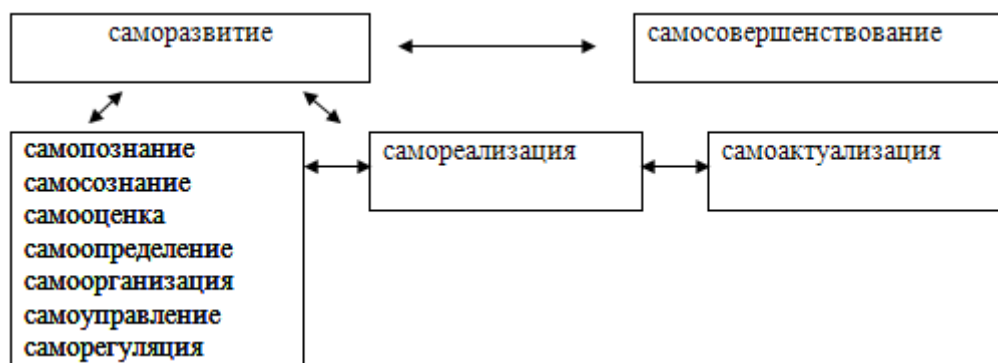 саморазвитие
самосовершенствование
самопознание
самосознание
самооценка
самоопределение
самоорганизация
самоуправление
саморегуляция
самореализация
самоактуализация